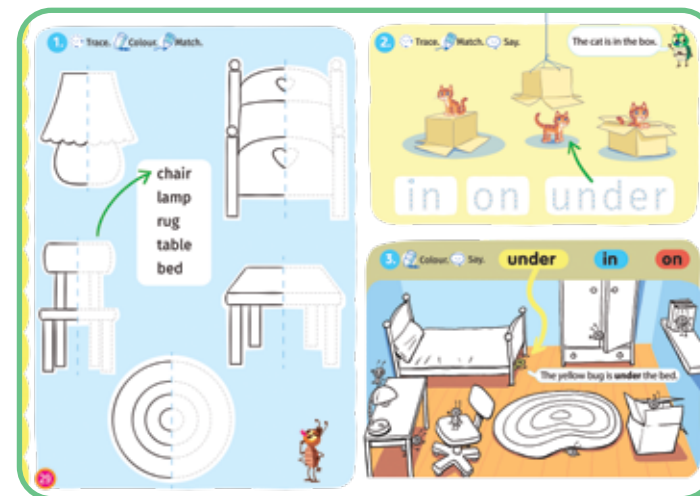 1. Trace. Colour. Match.
chair
lamp
rug
table
bed
29
2. Trace. Match. Say.
The cat is in the box.
in on under
3. Colour. Say. under in on
The yellow bug is under the bed.